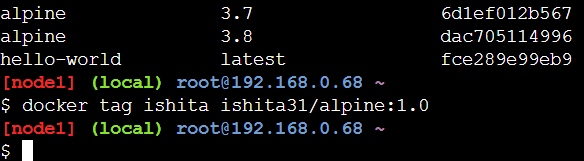 alpine 3.7 6d1ef012b567
alpine 3.8 dac705114996
hello-world latest fce289e99eb9
[node1] (local) root@192.168.0.68 ~
$ docker tag ishita ishita31/alpine:1.0
[node1] (local) root@192.168.0.68 ~
$